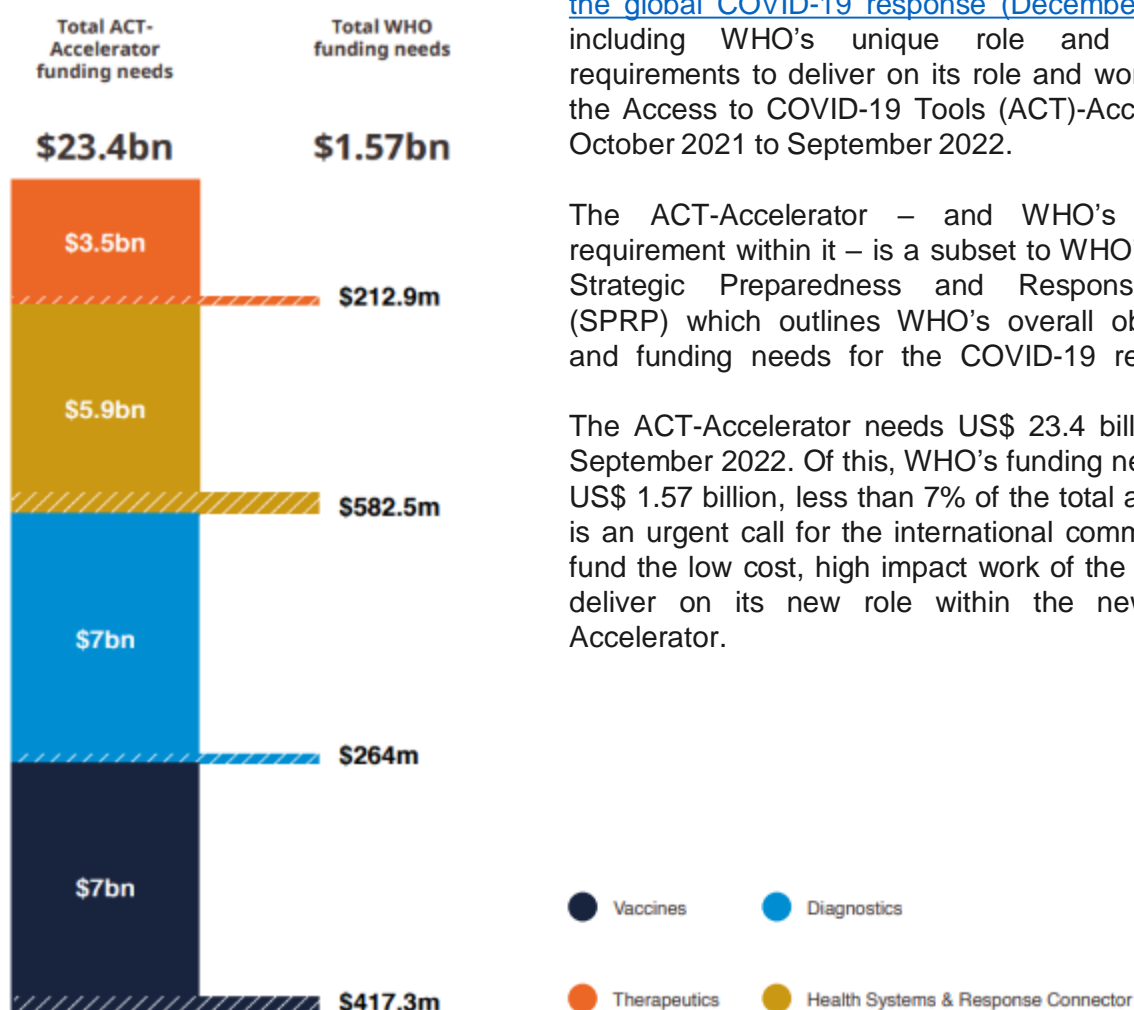 Total ACT-
Accelerator
funding needs
$23.4bn
Total WHO
funding needs
$1.57bn
$3.5bn
$212.9m
$5.9bn
$582.5m
$7bn
$264m
$7bn
$417.3m
the global COVID-19 response (December
including WHO’s unique role and
requirements to deliver on its role and wor
the Access to COVID-19 Tools (ACT)-Acc
October 2021 to September 2022.
The ACT-Accelerator – and WHO’s
requirement within it – is a subset to WHO
Strategic Preparedness and Respons
(SPRP) which outlines WHO’s overall ob
and funding needs for the COVID-19 re
The ACT-Accelerator needs US$ 23.4 bill
September 2022. Of this, WHO’s funding ne
US$ 1.57 billion, less than 7% of the total a
is an urgent call for the international comm
fund the low cost, high impact work of the
deliver on its new role within the nev
Accelerator.
Vaccines
Diagnostics
Therapeutics
Health Systems & Response Connector